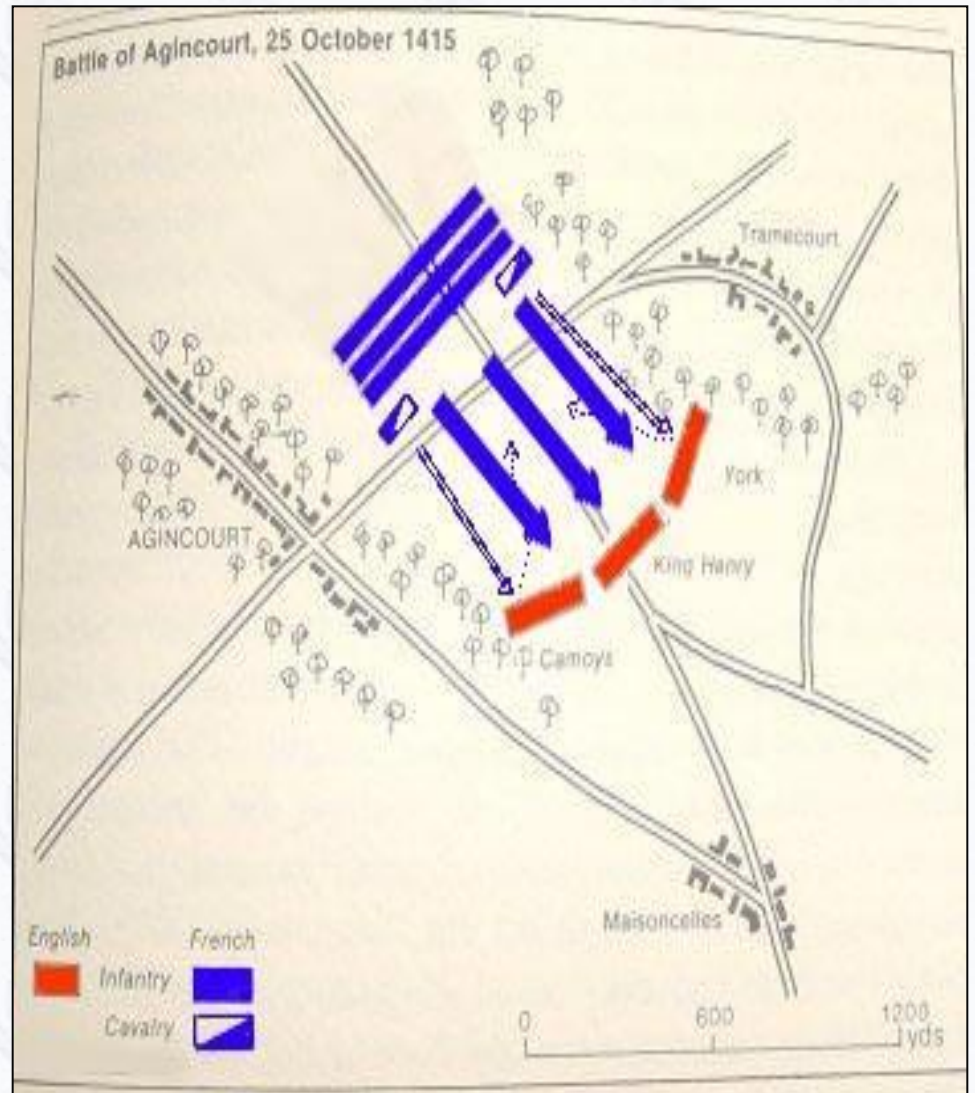 Battle of Agincourt, 25 October 1415
Tramecourt
York
AGINCOURT
King Henry
Camoys
Maisoncelles
English French
Infantry
Cavalry
0 600 1200
yds